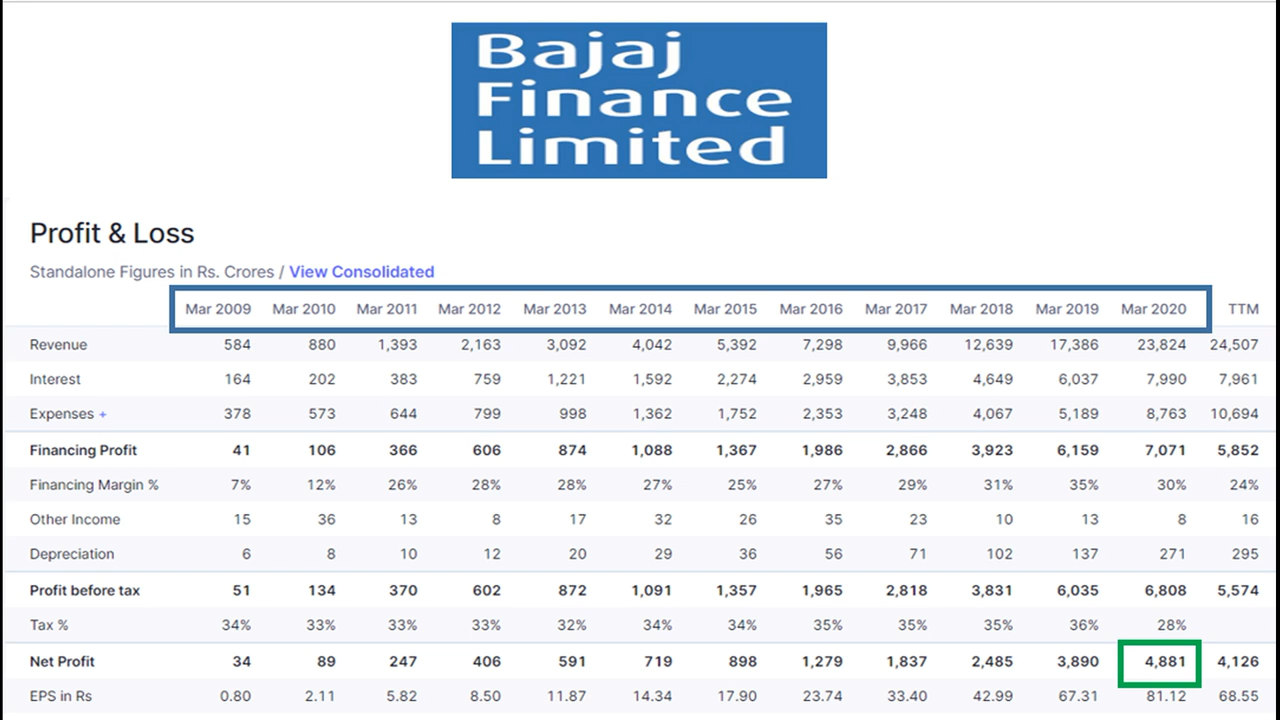 Bajaj
Finance
Limited
Profit & Loss
Standalone Figures in Rs. Crores / View Consolidated
Mar 2009 Mar 2010 Mar 2011 Mar 2012 Mar 2013 Mar 2014 Mar 2015 Mar 2016 Mar 2017 Mar 2018 Mar 2019 Mar 2020 TTM
Revenue 584 880 1,393 2,163 3,092 4,042 5,392 7,298 9,966 12,639 17,386 23,824 24,507
Interest 164 202 383 759 1,221 1,592 2,274 2,959 3,853 4,649 6,037 7,990 7,961
Expenses + 378 573 644 799 998 1,362 1,752 2,353 3,248 4,067 5,189 8,763 10,694
Financing Profit 41 106 366 606 874 1,088 1,367 1,986 2,866 3,923 6,159 7,071 5,852
Financing Margin % 7% 12% 26% 28% 28% 27% 25% 27% 29% 31% 35% 30% 24%
Other Income 15 36 13 8 17 32 26 35 23 10 13 8 16
Depreciation 6 8 10 12 20 29 36 56 71 102 137 271 295
Profit before tax 51 134 370 602 872 1,091 1,357 1,965 2,818 3,831 6,035 6,808 5,574
Tax % 34% 33% 33% 33% 32% 34% 34% 35% 35% 35% 36% 28%
Net Profit 34 89 247 406 591 719 898 1,279 1,837 2,485 3,890 4,881 4,126
EPS in Rs 0.80 2.11 5.82 8.50 11.87 14.34 17.90 23.74 33.40 42.99 67.31 81.12 68.55